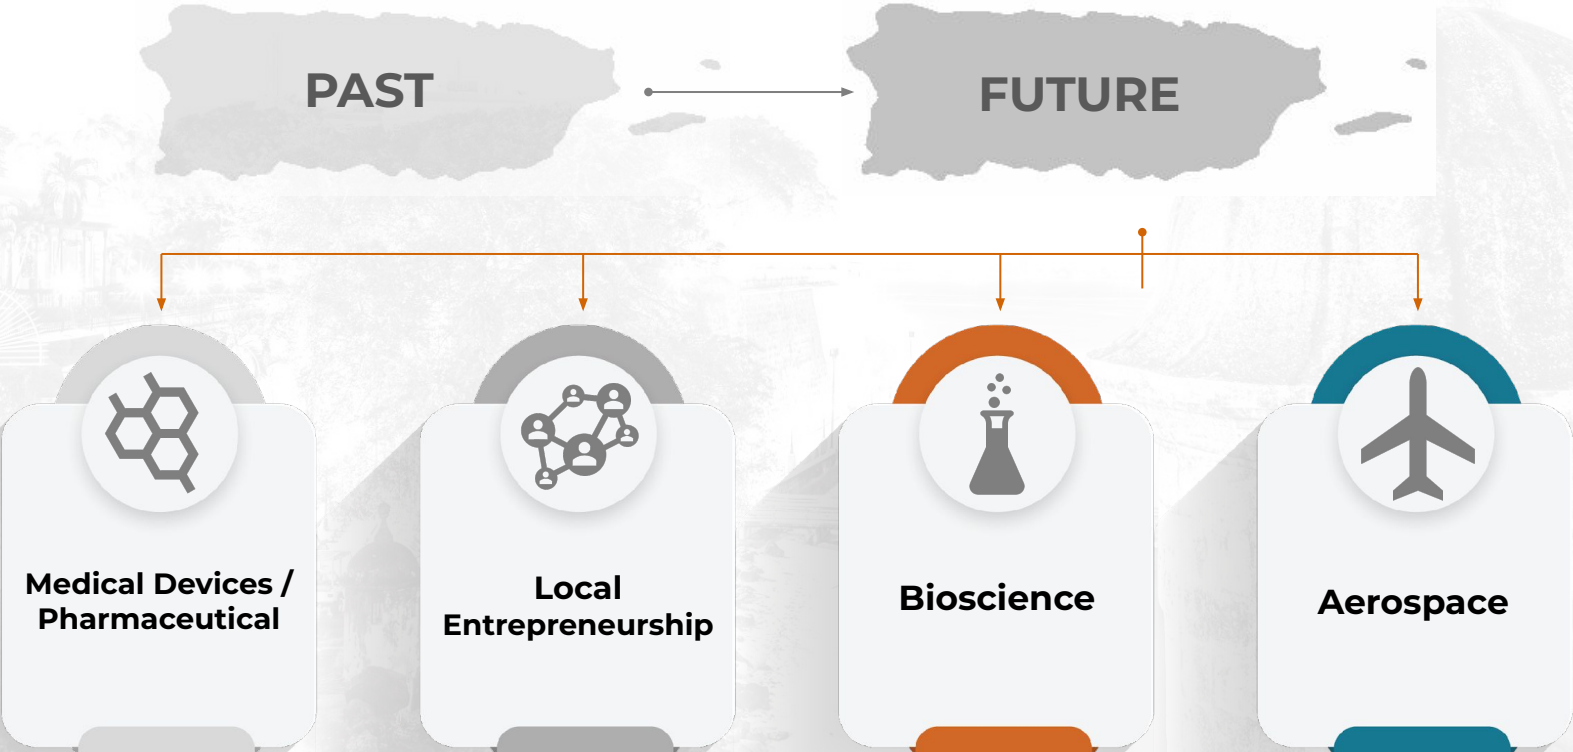 PAST
FUTURE
Medical Devices /
Pharmaceutical
Local
Entrepreneurship
Bioscience
Aerospace